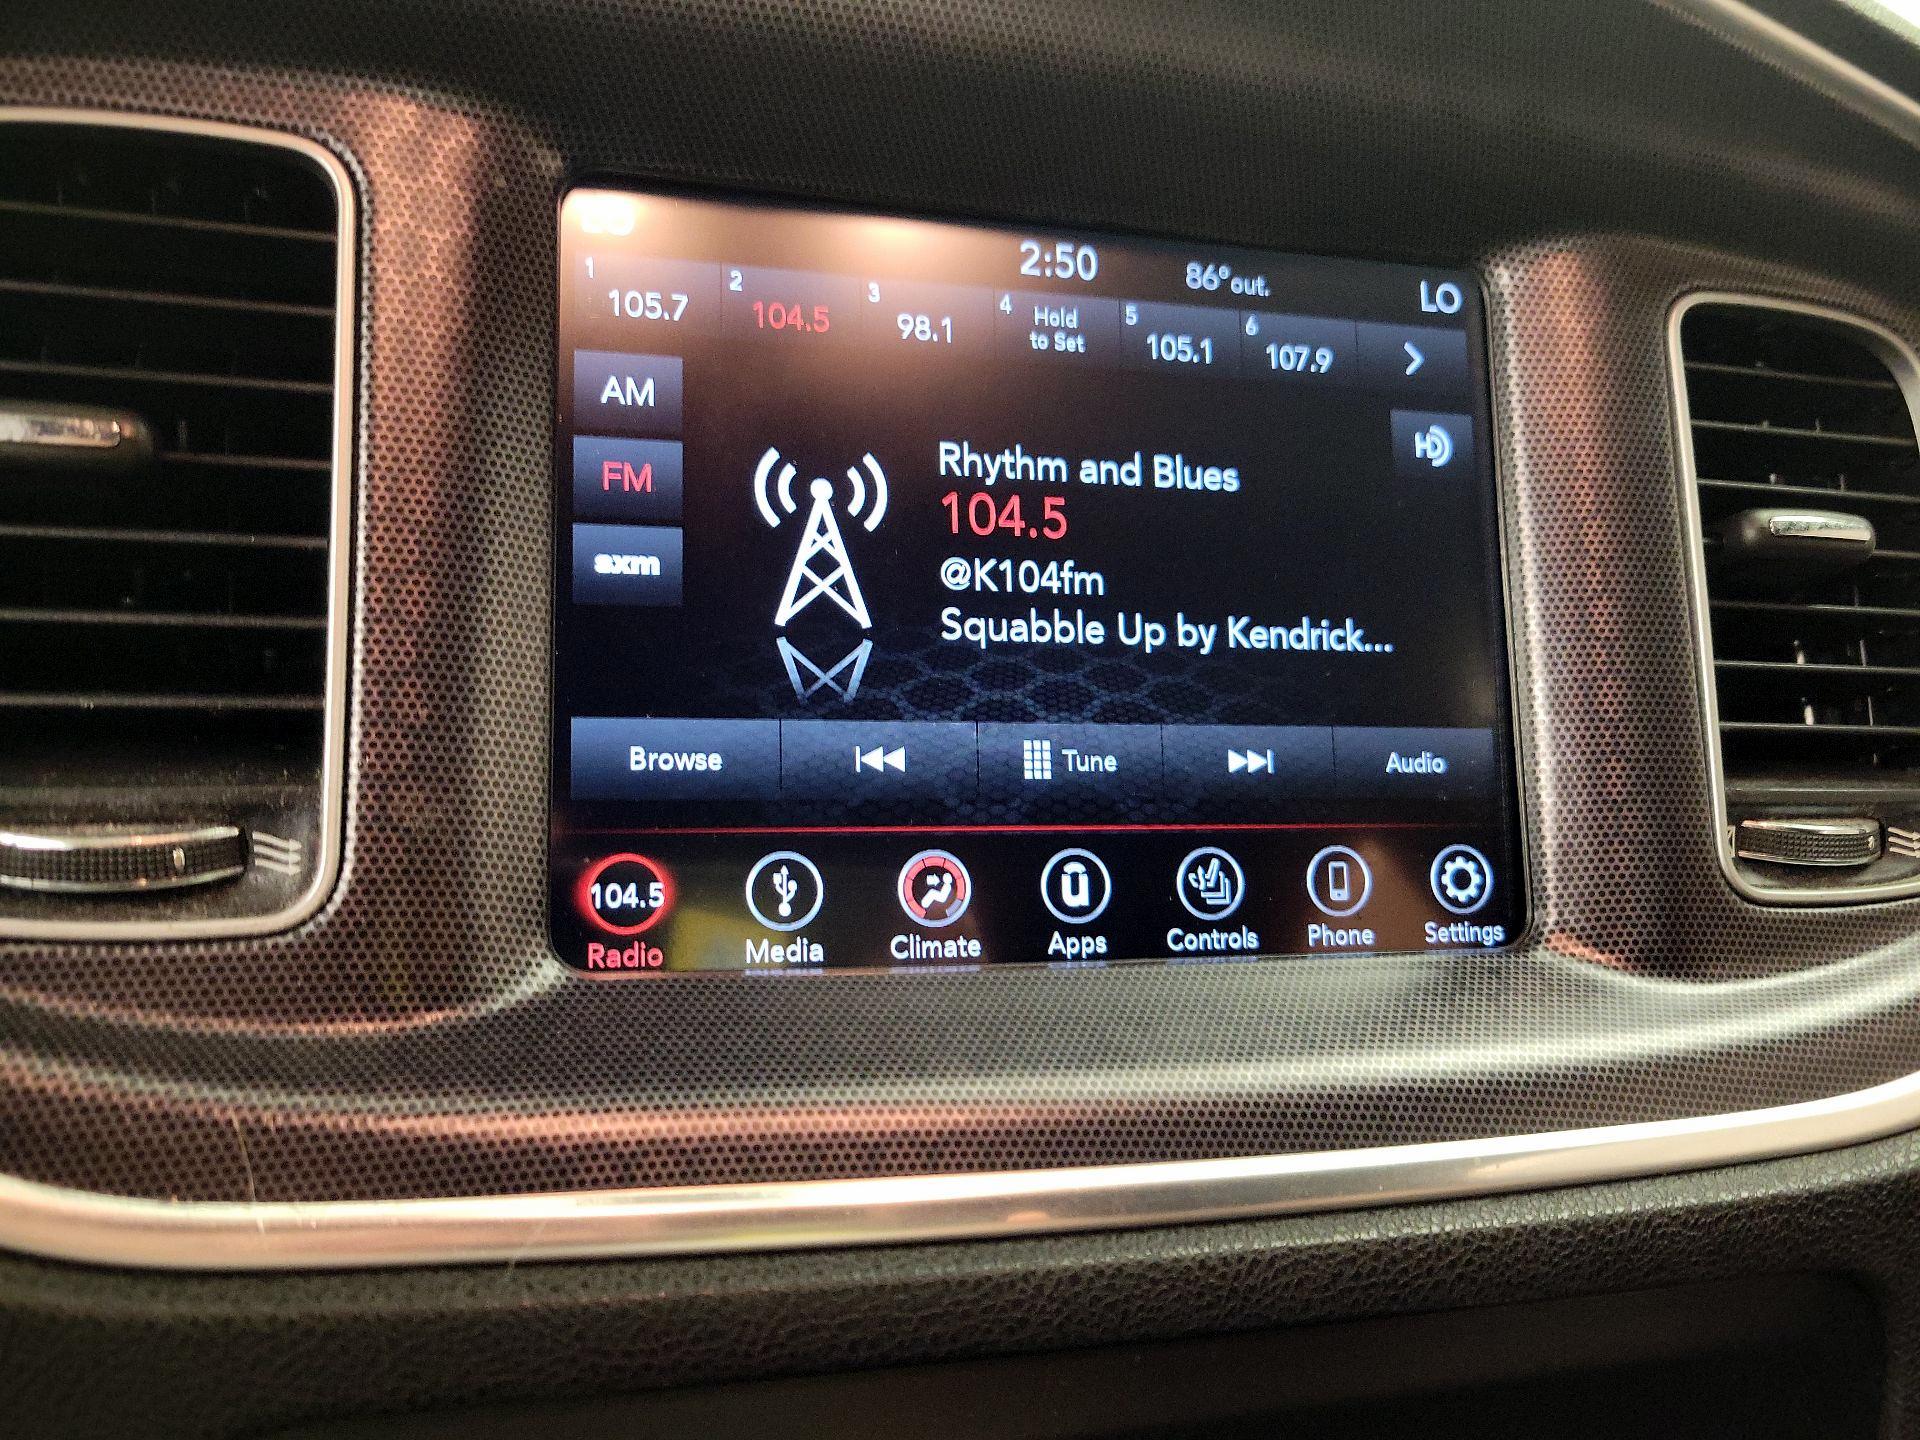 LO 2:50 86° out. LO
1 105.7 2 104.5 3 98.1 4 Hold to Set 5 105.1 6 107.9
AM
FM
sxm
HD
Rhythm and Blues
104.5
@K104fm
Squabble Up by Kendrick...
Browse Tune Audio
104.5
Radio Media Climate Apps Controls Phone Settings